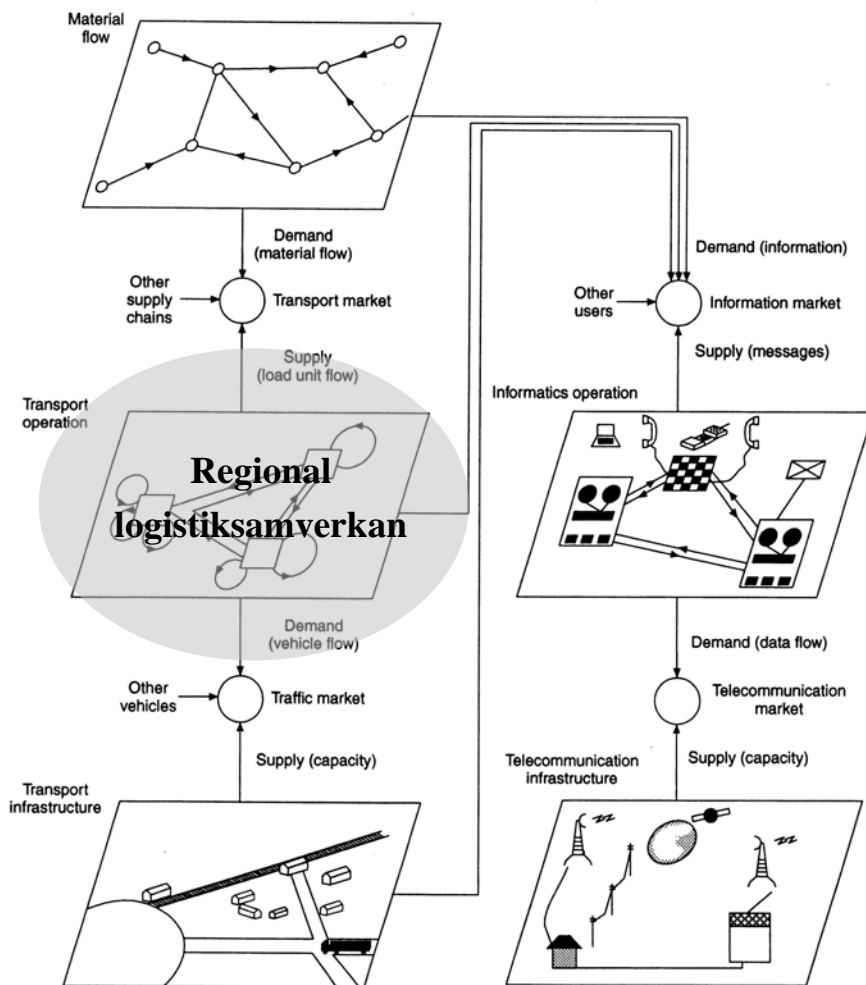 Material
flow
Demand
(material flow)
Other
supply
chains
Transport market
Supply
(load unit flow)
Transport
operation
Regional
logistiksamverkan
Demand
(vehicle flow)
Other
vehicles
Traffic market
Supply (capacity)
Transport
infrastructure
Demand (information)
Other
users
Information market
Supply (messages)
Informatics operation
Demand (data flow)
Telecommunication
market
Supply (capacity)
Telecommunication
infrastructure